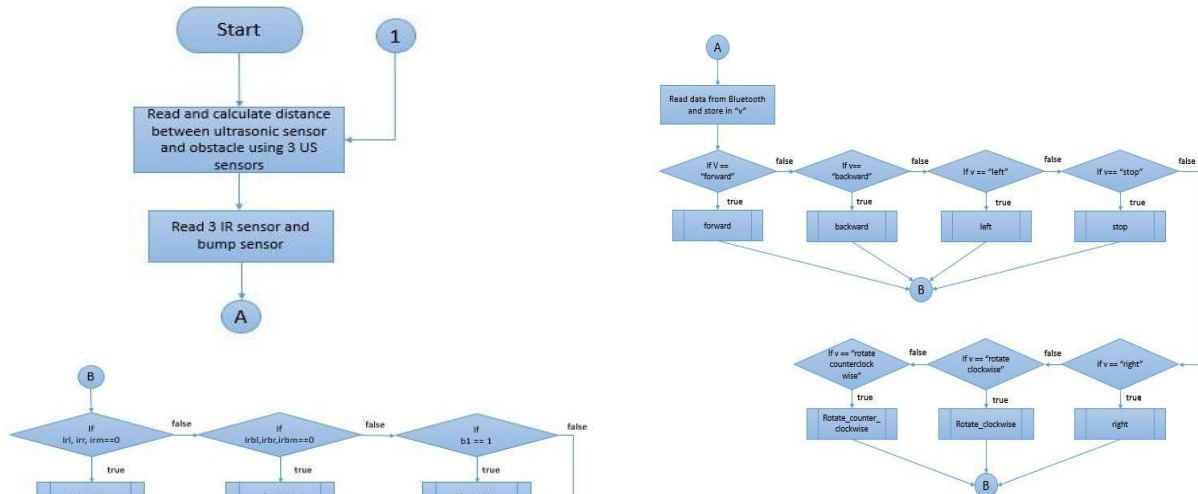 Start
1
Read and calculate distance
between ultrasonic sensor
and obstacle using 3 US
sensors
Read 3 IR sensor and
bump sensor
A
B
If
Irl, irr, irm==0
false
If
Irbl,irbr,irbm==0
false
If
b1 == 1
false
true
true
true
A
Read data from Bluetooth
and store in “v”
If V ==
“forward”
false
If v==
“backward”
false
If v == “left”
false
If v== “stop”
false
true
true
true
true
forward
backward
left
stop
B
If v == “rotate
counterclock
wise”
false
If v == “rotate
clockwise”
false
if v == “right”
true
true
true
Rotate_counter_
clockwise
Rotate_clockwise
right
B